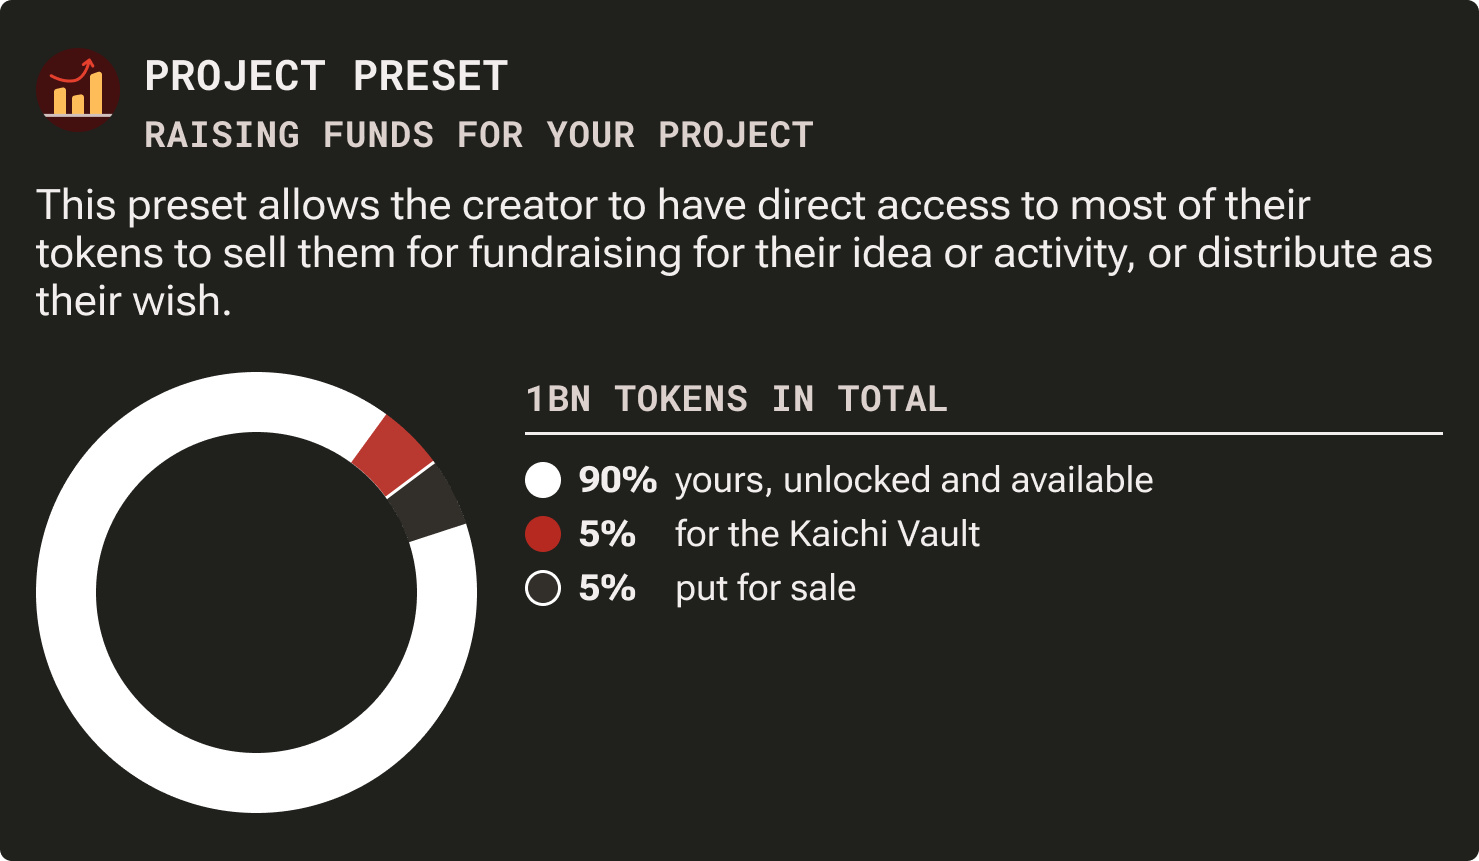 PROJECT PRESET
RAISING FUNDS FOR YOUR PROJECT
This preset allows the creator to have direct access to most of their
tokens to sell them for fundraising for their idea or activity, or distribute as
their wish.
1BN TOKENS IN TOTAL
90% yours, unlocked and available
5% for the Kaichi Vault
5% put for sale